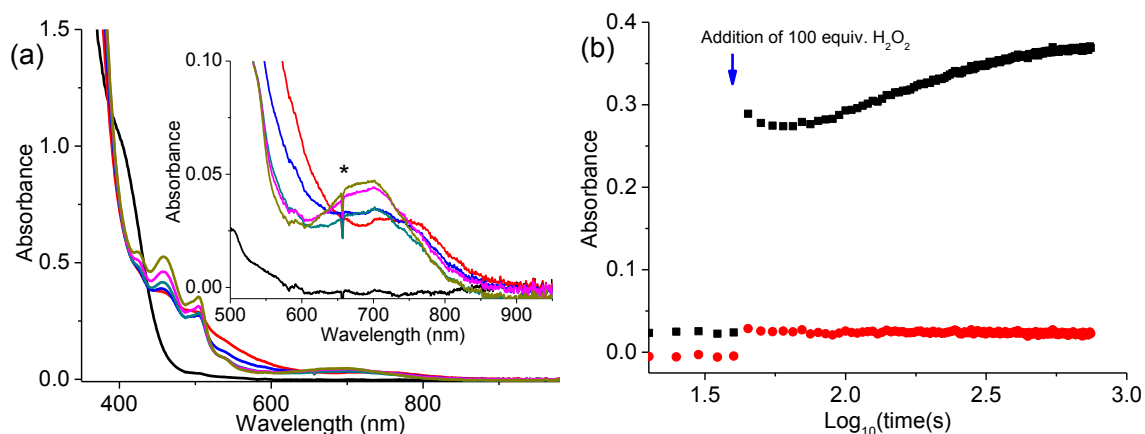 (a)
1.5
1.0
0.5
0.0
Absorbance
400
600
800
Wavelength (nm)
0.10
0.05
0.00
Absorbance
*
500 600 700 800 900
Wavelength (nm)
(b)
Addition of 100 equiv. H₂O₂
0.4
0.3
0.2
0.1
0.0
Absorbance
1.5 2.0 2.5 3.0
Log₁₀(time(s)